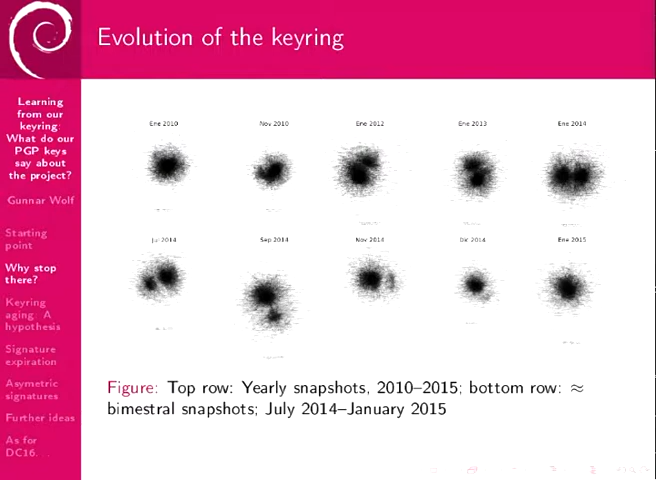 Evolution of the keyring
Learning
from our
keyring:
What do our
PGP keys
say about
the project?
Gunnar Wolf
Starting
point
Why stop
there?
Keyring
aging: A
hypothesis
Signature
expiration
Asymetric
signatures
Further ideas
As for
DC16...
Ene 2010
Nov 2010
Ene 2012
Ene 2013
Ene 2014
Jul 2014
Sep 2014
Nov 2014
Dic 2014
Ene 2015
Figure: Top row: Yearly snapshots, 2010–2015; bottom row: ≈
bimestral snapshots; July 2014–January 2015